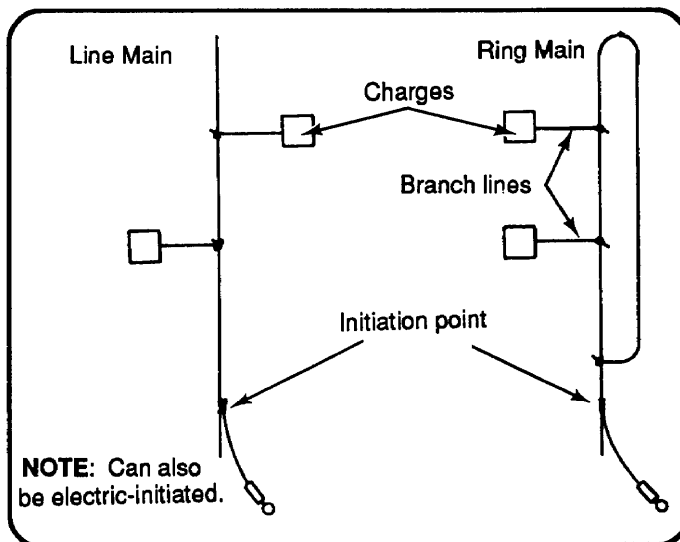 Line Main
Ring Main
Charges
Branch lines
Initiation point
NOTE: Can also
be electric-initiated.